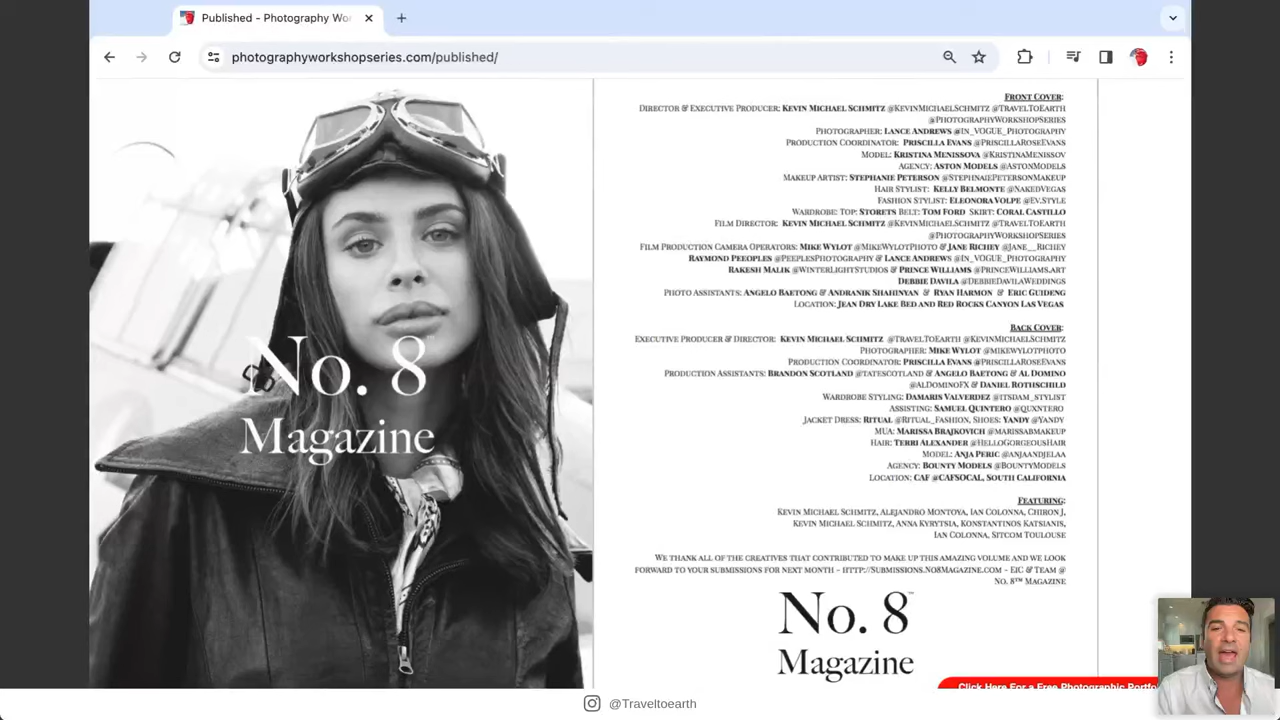 Published - Photography Wo
photographyworkshopseries.com/published/
No. 8
Magazine
Front Cover:
Director & Executive Producer: Kevin Michael Schmitz @KevinMichaelSchmitz @TravelToEarth
@PhotographyWorkshopSeries
Photographer: Lance Andrews @In_Vogue_Photography
Production Coordinator: Priscilla Evans @PriscillaRoseEvans
Model: Kristina Menissova @KristinaMenissov
Agency: Aston Models @AstonModels
Makeup Artist: Stephanie Peterson @StephnaiePetersonMakeup
Hair Stylist: Kelly Belmonte @NakedVegas
Fashion Stylist: Eleonora Volpe @Ev.Style
Wardrobe: Top: Storets Belt: Tom Ford Skirt: Coral Castillo
Film Director: Kevin Michael Schmitz @KevinMichaelSchmitz @TravelToEarth
@PhotographyWorkshopSeries
Film Production Camera Operators: Mike Wylot @MikeWylotPhoto & Jane Richey @Jane__Richey
Raymond Peeoples @PeeplesPhotography & Lance Andrews @In_Vogue_Photography
Rakesh Malik @WinterLightStudios & Prince Williams @PrinceWilliams.art
Debbie Davila @DebbieDavilaWeddings
Photo Assistants: Angelo Baetong & Andranik Shahinyan & Ryan Harmon & Eric Guideng
Location: Jean Dry Lake Bed and Red Rocks Canyon Las Vegas
Back Cover:
Executive Producer & Director: Kevin Michael Schmitz @TravelToEarth @KevinMichaelSchmitz
Photographer: Mike Wylot @mikewylotphoto
Production Coordinator: Priscilla Evans @PriscillaRoseEvans
Production Assistants: Brandon Scotland @tatescotland & Angelo Baetong & Al Domino
@AlDominoFX & Daniel Rothschild
Wardrobe Styling: Damaris Valverdez @itsdam_stylist
Assisting: Samuel Quintero @quxntero
Jacket Dress: Ritual @Ritual_Fashion, Shoes: Yandy @Yandy
MUA: Marissa Brajkovich @marissabmakeup
Hair: Terri Alexander @HelloGorgeousHair
Model: Anja Peric @anjaandjelaa
Agency: Bounty Models @BountyModels
Location: CAF @CAFSOCAL, South California
Featuring:
Kevin Michael Schmitz, Alejandro Montoya, Ian Colonna, Chiron J,
Kevin Michael Schmitz, Anna Kyrytsia, Konstantinos Katsianis,
Ian Colonna, Sitcom Toulouse
We thank all of the creatives that contributed to make up this amazing volume and we look
forward to your submissions for next month - http://Submissions.No8Magazine.com - EiC & Team @
No. 8™ Magazine
No. 8™
Magazine
Click Here For a Free Photographic Portfo
@Traveltoearth